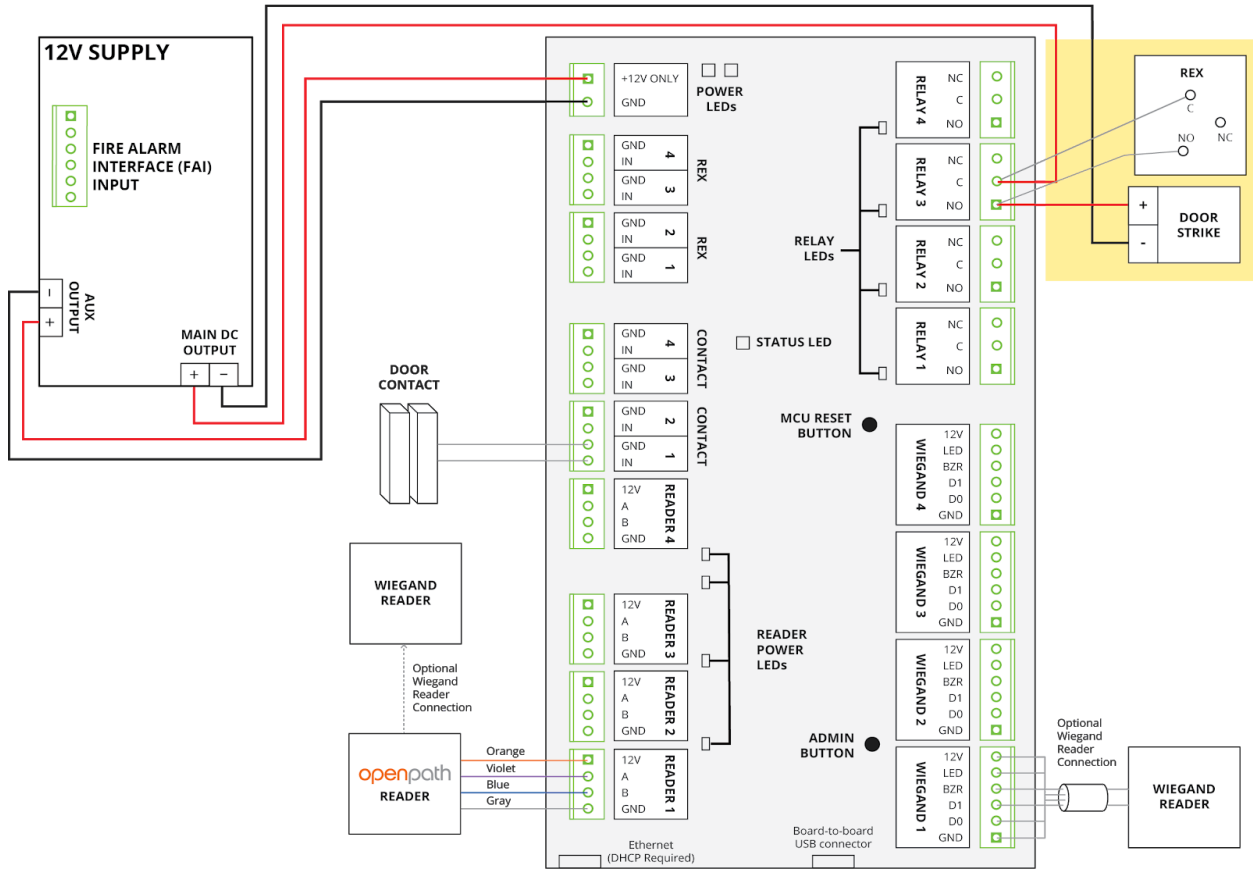 12V SUPPLY
FIRE ALARM
INTERFACE (FAI)
INPUT
AUX
OUTPUT
−
+
MAIN DC
OUTPUT
+ −
+12V ONLY
GND
POWER
LEDs
GND
IN
4
GND
IN
3
REX
GND
IN
2
GND
IN
1
REX
GND
IN
4
GND
IN
3
CONTACT
GND
IN
2
GND
IN
1
CONTACT
DOOR
CONTACT
12V
A
B
GND
READER 4
12V
A
B
GND
READER 3
12V
A
B
GND
READER 2
12V
A
B
GND
READER 1
READER
POWER
LEDs
WIEGAND
READER
Optional
Wiegand
Reader
Connection
openpath
READER
Orange
Violet
Blue
Gray
Ethernet
(DHCP Required)
Board-to-board
USB connector
RELAY 4
NC
C
NO
RELAY 3
NC
C
NO
RELAY 2
NC
C
NO
RELAY 1
NC
C
NO
RELAY
LEDs
STATUS LED
MCU RESET
BUTTON
ADMIN
BUTTON
WIEGAND 4
12V
LED
BZR
D1
D0
GND
WIEGAND 3
12V
LED
BZR
D1
D0
GND
WIEGAND 2
12V
LED
BZR
D1
D0
GND
WIEGAND 1
12V
LED
BZR
D1
D0
GND
REX
C
NO
NC
+
-
DOOR
STRIKE
Optional
Wiegand
Reader
Connection
WIEGAND
READER